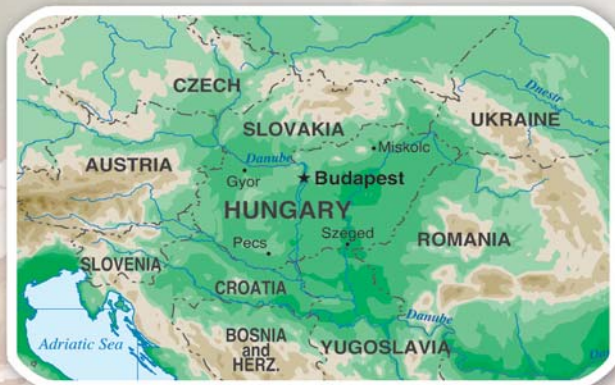 CZECH
Dnestr
UKRAINE
SLOVAKIA
Miskolc
AUSTRIA
Danube
Gyor
★ Budapest
HUNGARY
Szeged
ROMANIA
Pecs
SLOVENIA
CROATIA
Danube
Adriatic Sea
BOSNIA
and
HERZ.
YUGOSLAVIA